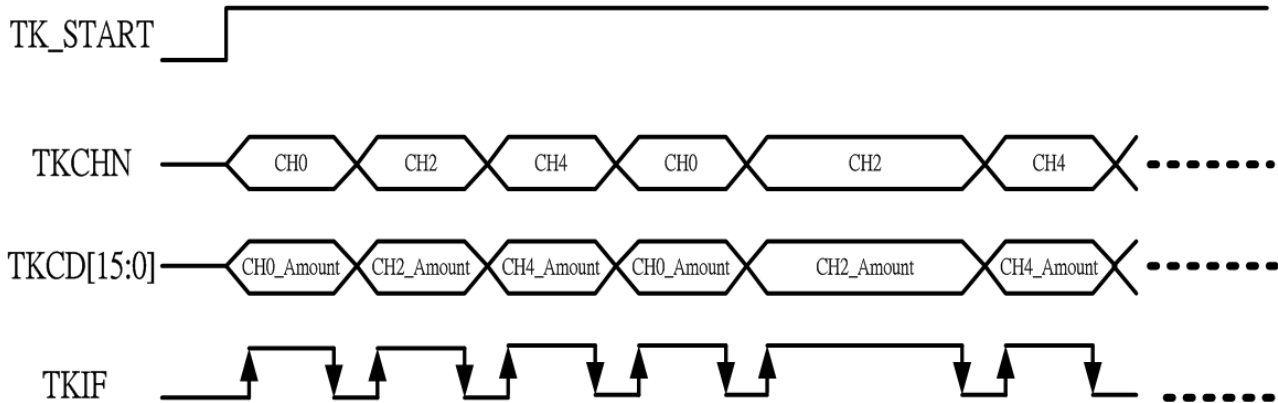 TK_START
TKCHN CH0 CH2 CH4 CH0 CH2 CH4
TKCD[15:0] CH0_Amount CH2_Amount CH4_Amount CH0_Amount CH2_Amount CH4_Amount
TKIF